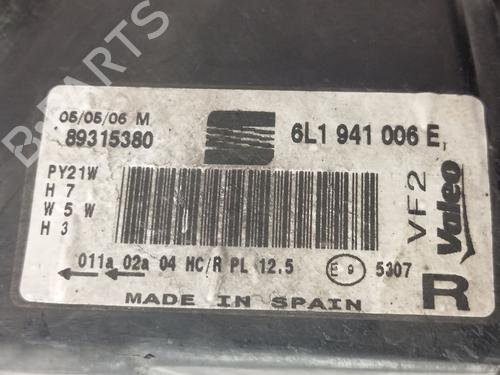 B-PARTS
05/05/06 M
89315380
6L1 941 006 E
PY21W
H 7
W 5 W
H 3
VF2
Valeo
011a 02a 04 HC/R PL 12.5
E 9
5307
R
MADE IN SPAIN